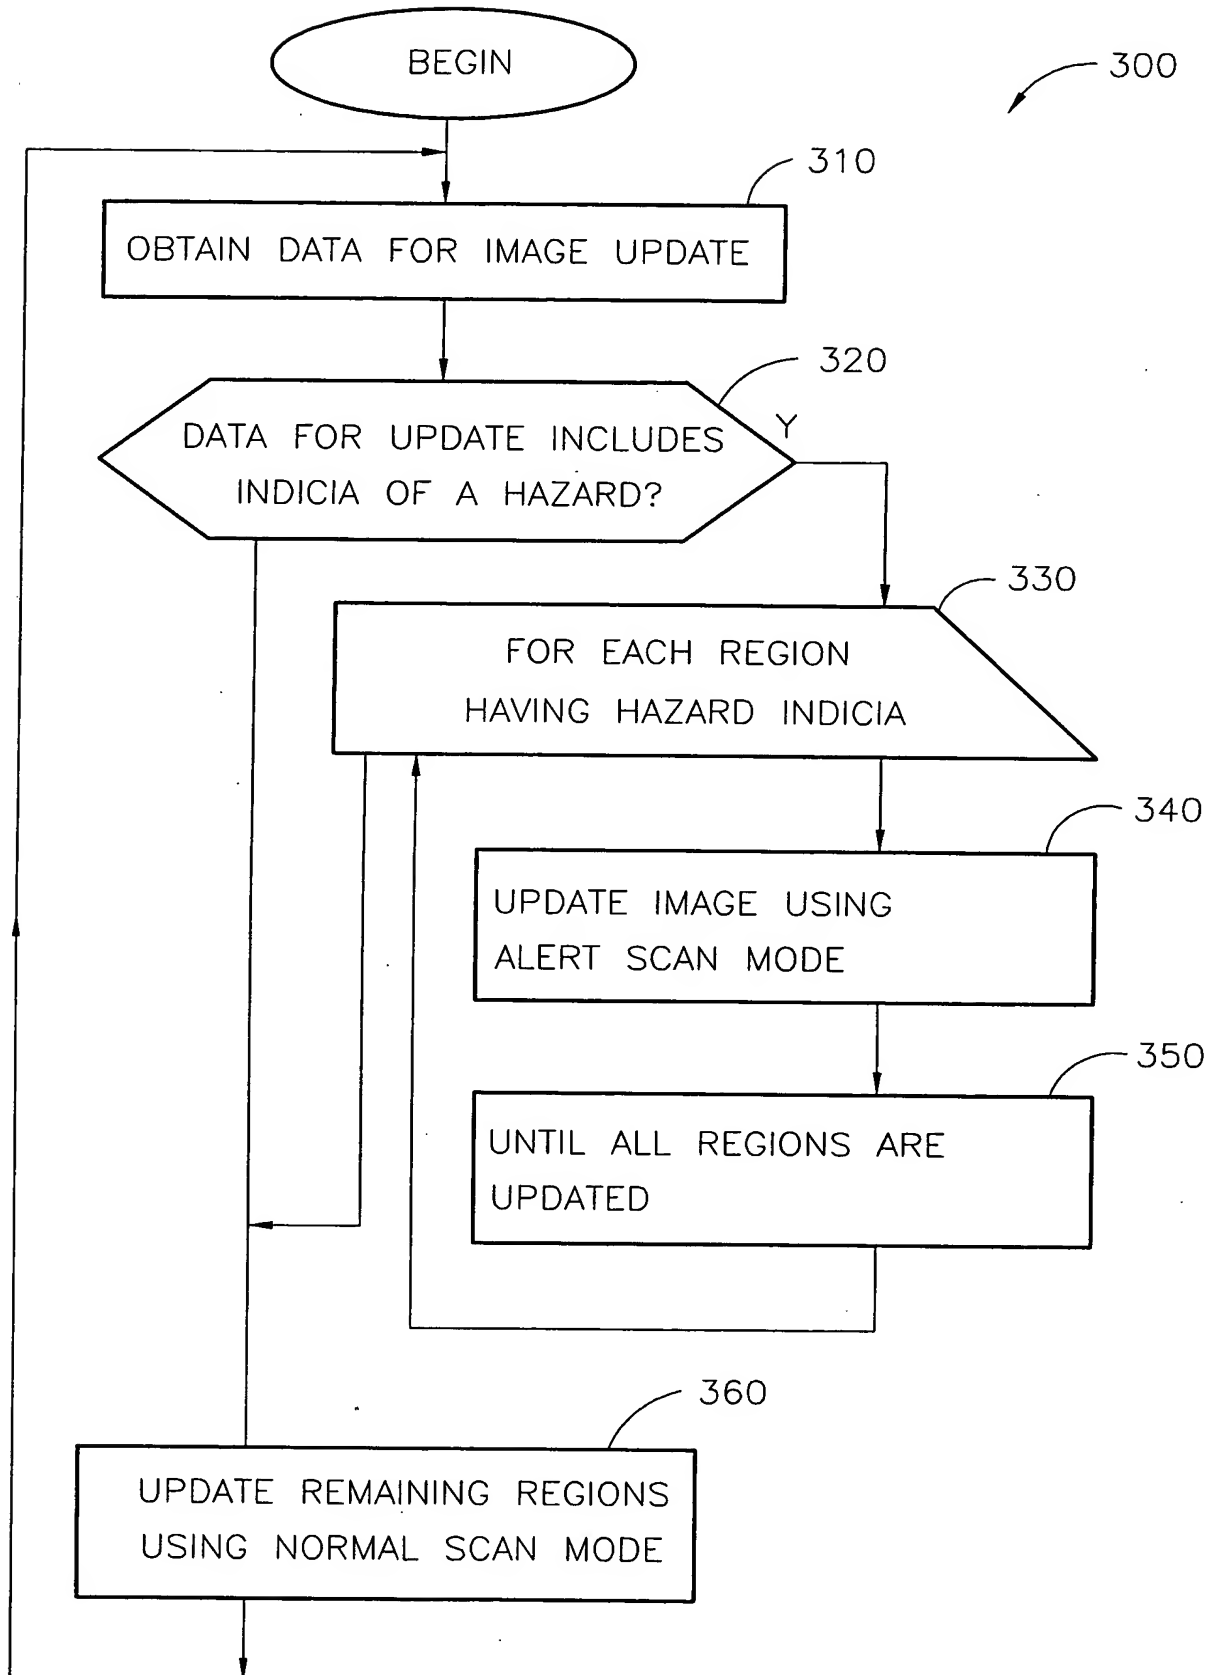 BEGIN
300
310
OBTAIN DATA FOR IMAGE UPDATE
320
Y
DATA FOR UPDATE INCLUDES
INDICIA OF A HAZARD?
330
FOR EACH REGION
HAVING HAZARD INDICIA
340
UPDATE IMAGE USING
ALERT SCAN MODE
350
UNTIL ALL REGIONS ARE
UPDATED
360
UPDATE REMAINING REGIONS
USING NORMAL SCAN MODE